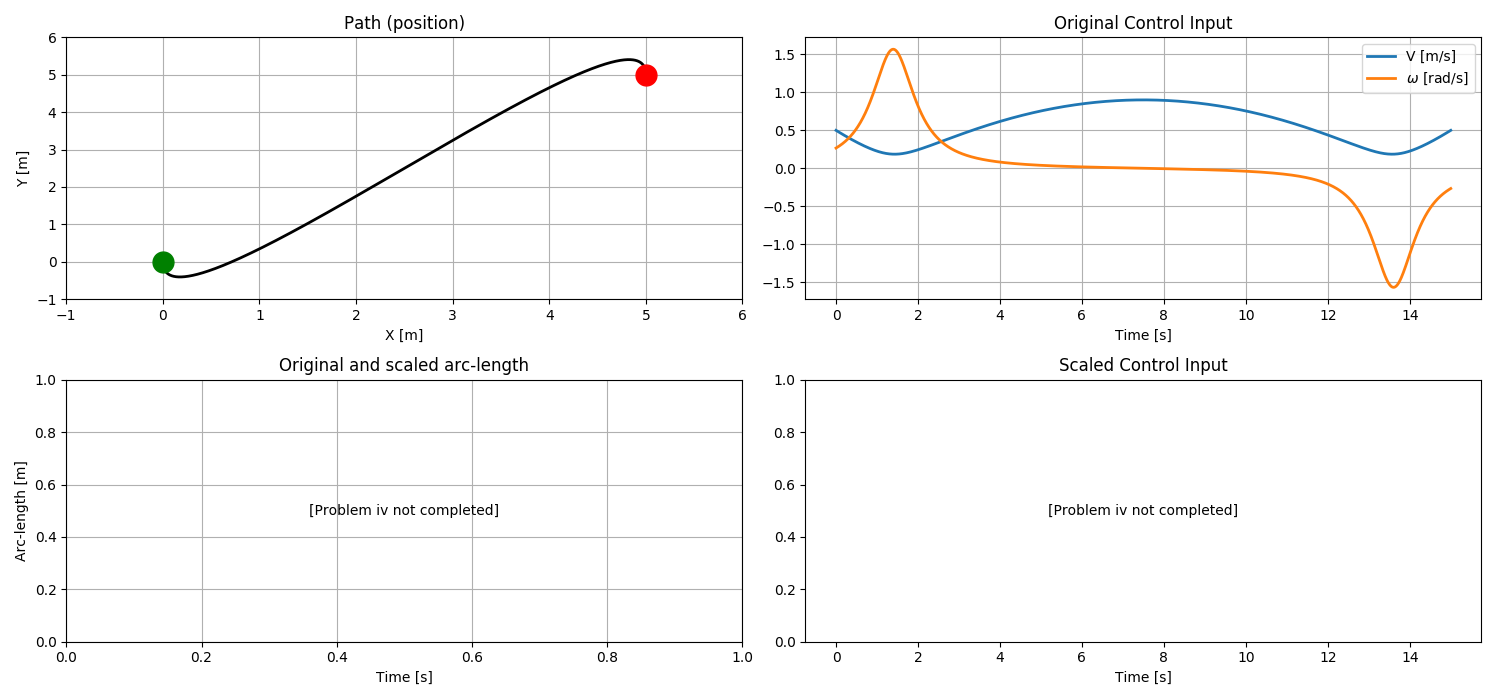 Path (position)
6
5
4
3
2
1
0
−1
Y [m]
−1 0 1 2 3 4 5 6
X [m]
Original Control Input
V [m/s]
ω [rad/s]
1.5
1.0
0.5
0.0
−0.5
−1.0
−1.5
0 2 4 6 8 10 12 14
Time [s]
Original and scaled arc-length
1.0
0.8
0.6
0.4
0.2
0.0
Arc-length [m]
[Problem iv not completed]
0.0 0.2 0.4 0.6 0.8 1.0
Time [s]
Scaled Control Input
1.0
0.8
0.6
0.4
0.2
0.0
[Problem iv not completed]
0 2 4 6 8 10 12 14
Time [s]